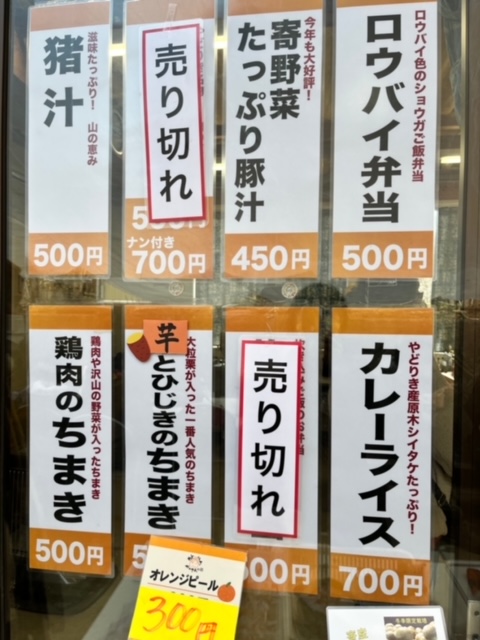 ロウバイ色のショウガご飯弁当
ロウバイ弁当
500円
今年も大好評！
寄野菜
たっぷり豚汁
450円
売り切れ
ナン付き
700円
滋味たっぷり！ 山の恵み
猪汁
500円
やどりき産原木シイタケたっぷり！
カレーライス
700円
売り切れ
00円
大粒栗が入った一番人気のちまき
芋とひじきのちまき
鶏肉や沢山の野菜が入ったちまき
鶏肉のちまき
500円
オレンジピール
300円